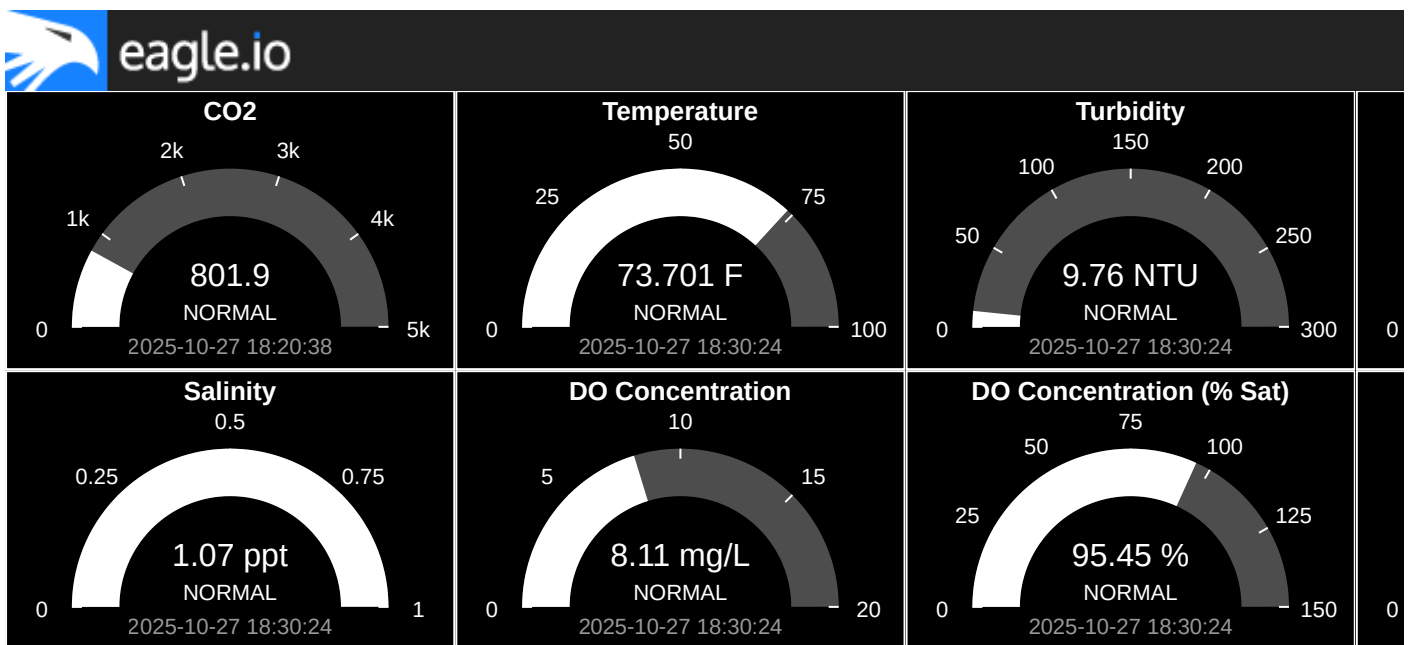 eagle.io
CO2
2k 3k
1k 4k
801.9
NORMAL
0 5k
2025-10-27 18:20:38
Temperature
50
25 75
73.701 F
NORMAL
0 100
2025-10-27 18:30:24
Turbidity
150
100 200
50 250
9.76 NTU
NORMAL
0 300
2025-10-27 18:30:24
0
Salinity
0.5
0.25 0.75
1.07 ppt
NORMAL
0 1
2025-10-27 18:30:24
DO Concentration
10
5 15
8.11 mg/L
NORMAL
0 20
2025-10-27 18:30:24
DO Concentration (% Sat)
75
50 100
25 125
95.45 %
NORMAL
0 150
2025-10-27 18:30:24
0